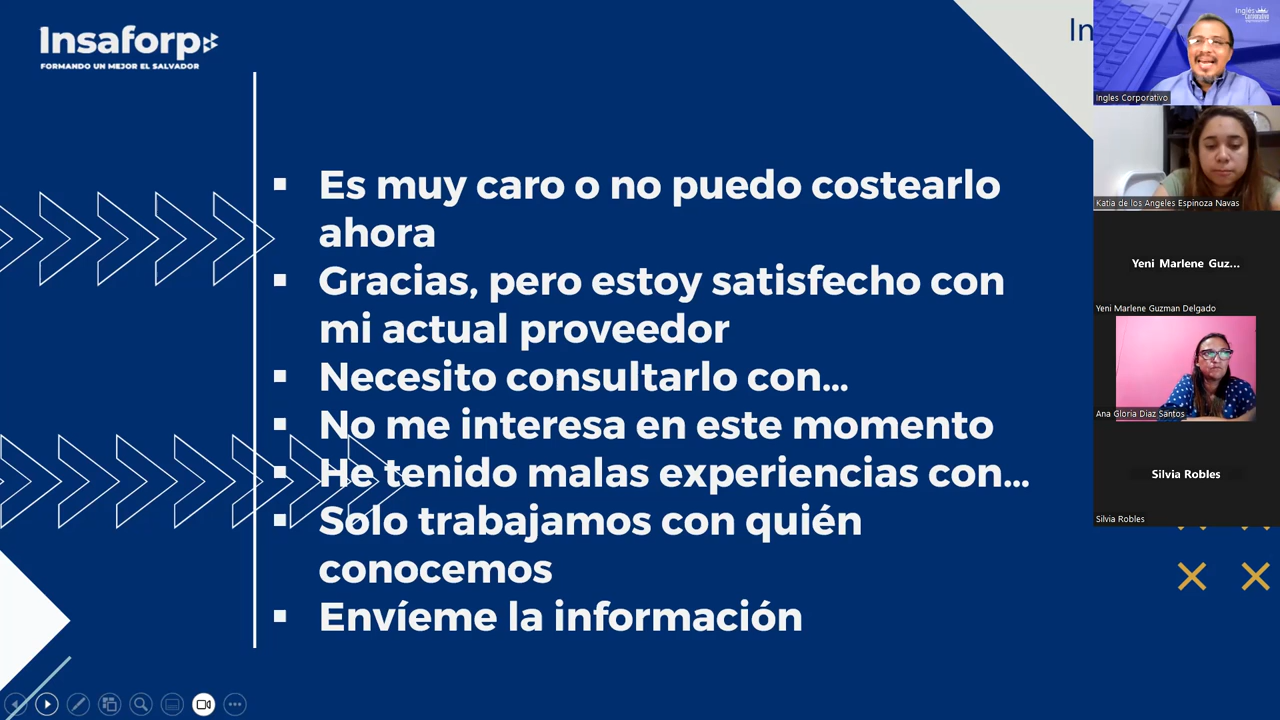 Insaforp
FORMANDO UN MEJOR EL SALVADOR
In
Es muy caro o no puedo costearlo
ahora
Gracias, pero estoy satisfecho con
mi actual proveedor
Necesito consultarlo con...
No me interesa en este momento
He tenido malas experiencias con...
Solo trabajamos con quién
conocemos
Envíeme la información
Inglés
Corporativo
Ingles Corporativo
Katia de los Angeles Espinoza Navas
Yeni Marlene Guz...
Yeni Marlene Guzman Delgado
Ana Gloria Diaz Santos
Silvia Robles
Silvia Robles